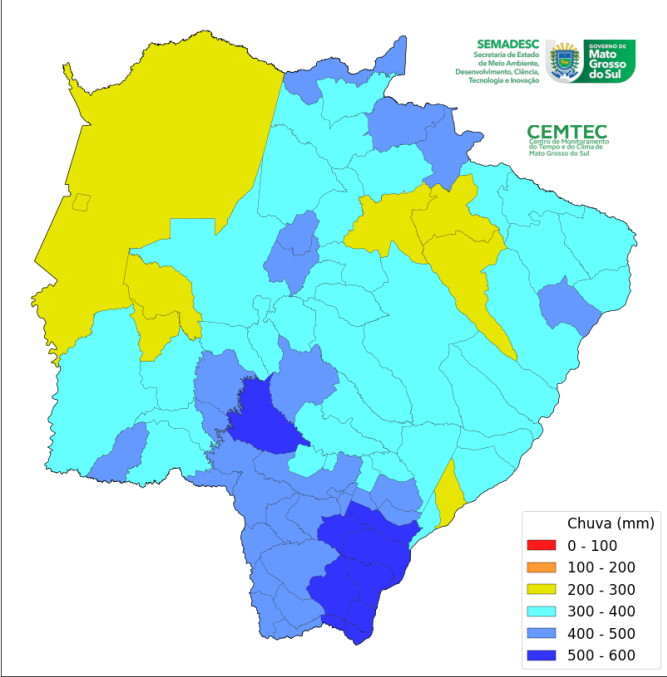 SEMADESC
Secretaria de Estado
de Meio Ambiente,
Desenvolvimento, Ciência,
Tecnologia e Inovação
GOVERNO DE
Mato
Grosso
do Sul
CEMTEC
Centro de Monitoramento
do Tempo e do Clima de
Mato Grosso do Sul
Chuva (mm)
0 - 100
100 - 200
200 - 300
300 - 400
400 - 500
500 - 600